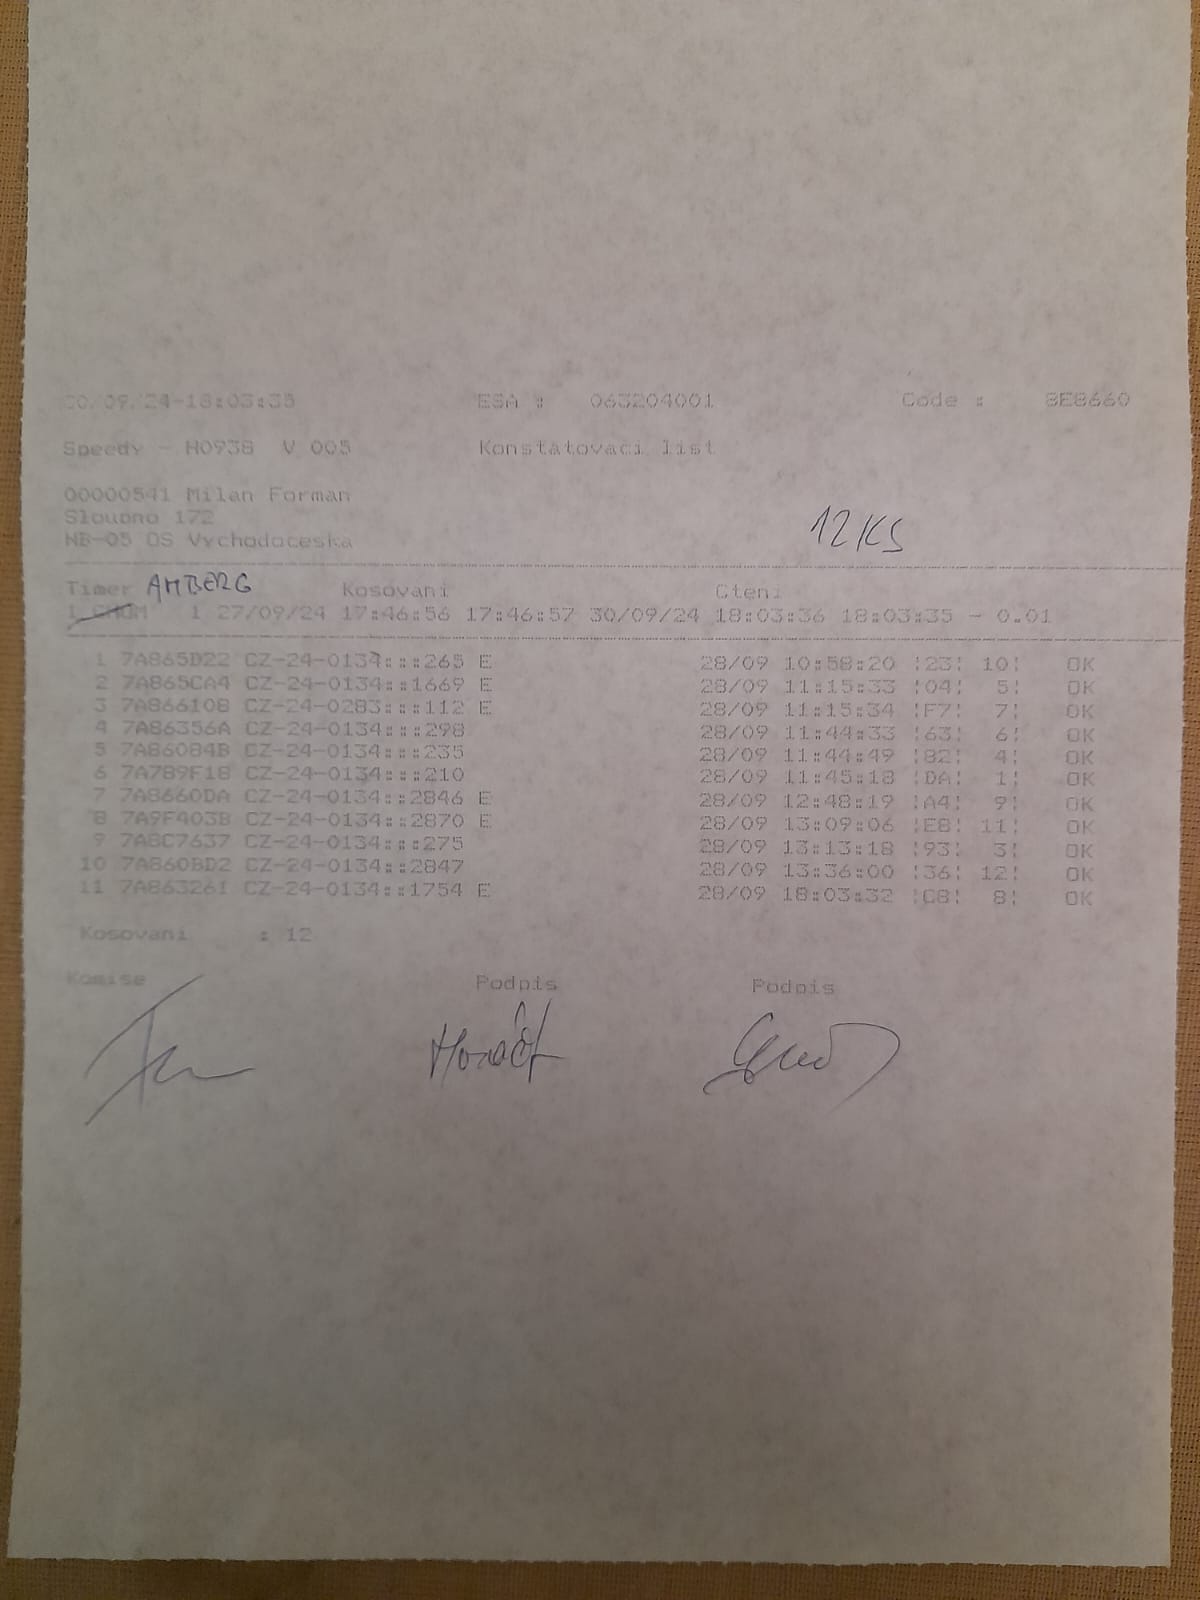 30/09/24-18:03:35 ESA : 063204001 Code : BE8660
Speedy - H0938 V 005 Konstatovaci list
00000541 Milan Forman
Sloupno 172
NB-05 OS Vychodoceska
12KS
Timer AMBERG Kosovani Cteni
1 1 27/09/24 17:46:56 17:46:57 30/09/24 18:03:36 18:03:35 - 0.01
1 7A865D22 CZ-24-0134:::265 E 28/09 10:58:20 ¦23¦ 10¦ OK
2 7A865CA4 CZ-24-0134::1669 E 28/09 11:15:33 ¦04¦ 5¦ OK
3 7A86610B CZ-24-0283:::112 E 28/09 11:15:34 ¦F7¦ 7¦ OK
4 7A86356A CZ-24-0134:::298 28/09 11:44:33 ¦63¦ 6¦ OK
5 7A86084B CZ-24-0134:::235 28/09 11:44:49 ¦82¦ 4¦ OK
6 7A789F18 CZ-24-0134:::210 28/09 11:45:18 ¦DA¦ 1¦ OK
7 7A8660DA CZ-24-0134::2846 E 28/09 12:48:19 ¦A4¦ 9¦ OK
8 7A9F403B CZ-24-0134::2870 E 28/09 13:09:06 ¦E8¦ 11¦ OK
9 7A8C7637 CZ-24-0134:::275 28/09 13:13:18 ¦93¦ 3¦ OK
10 7A860BD2 CZ-24-0134::2847 28/09 13:36:00 ¦36¦ 12¦ OK
11 7A863261 CZ-24-0134::1754 E 28/09 18:03:32 ¦C8¦ 8¦ OK
Kosovani : 12
Komise Podpis Podpis